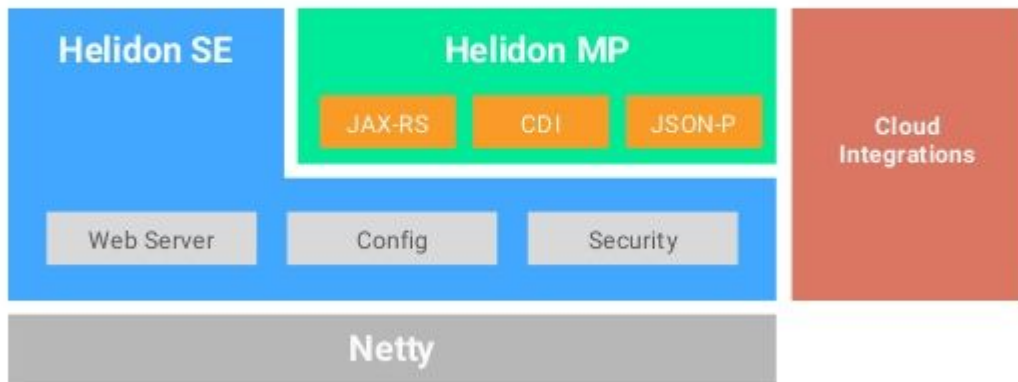 Helidon SE
Helidon MP
JAX-RS
CDI
JSON-P
Cloud
Integrations
Web Server
Config
Security
Netty